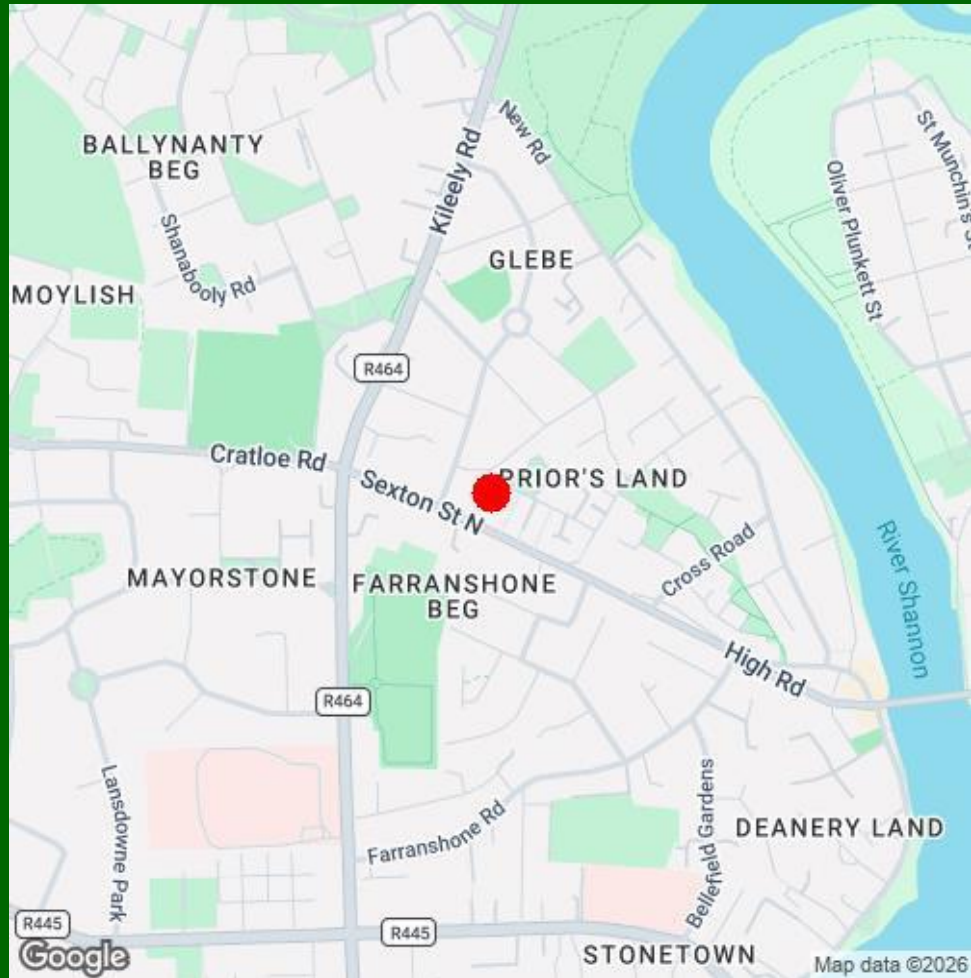 New Rd
St Munchin's St
BALLYNANTY
BEG
Kileely Rd
Oliver Plunkett St
Shanabooly Rd
GLEBE
MOYLISH
R464
Cratloe Rd
Sexton St N
PRIOR'S LAND
River Shannon
Cross Road
MAYORSTONE
FARRANSHONE
BEG
High Rd
R464
Lansdowne Park
Farranshone Rd
Bellefield Gardens
DEANERY LAND
R445
R445
STONETOWN
Google
Map data ©2026